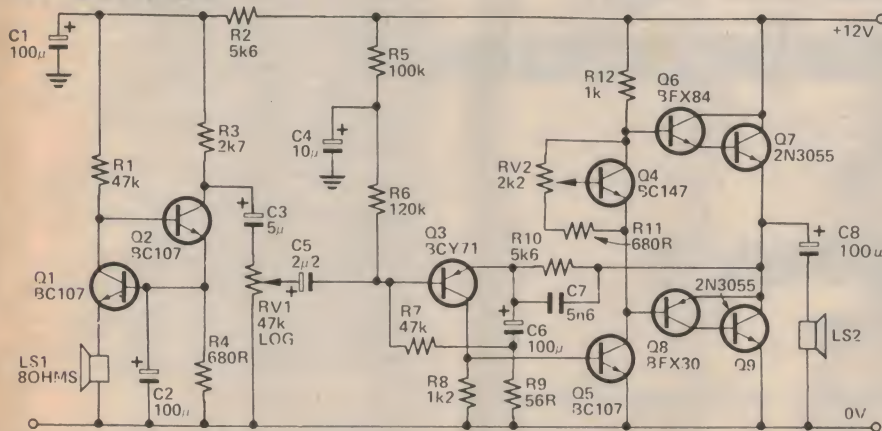 C1
100µ
R2
5k6
R5
100k
+12V
R12
1k
Q6
BFX84
R3
2k7
C4
10µ
Q7
2N3055
R1
47k
RV2
2k2
Q4
BC147
C3
5µ
R6
120k
Q2
BC107
R11
680R
C8
100µ
Q3
BCY71
R10
5k6
C5
2µ2
Q1
BC107
2N3055
C7
5n6
RV1
47k
LOG
R7
47k
C6
100µ
R4
680R
LS2
LS1
8OHMS
Q8
BFX30
Q9
C2
100µ
R8
1k2
R9
56R
Q5
BC107
0V
+
+
+
+
+
+
+